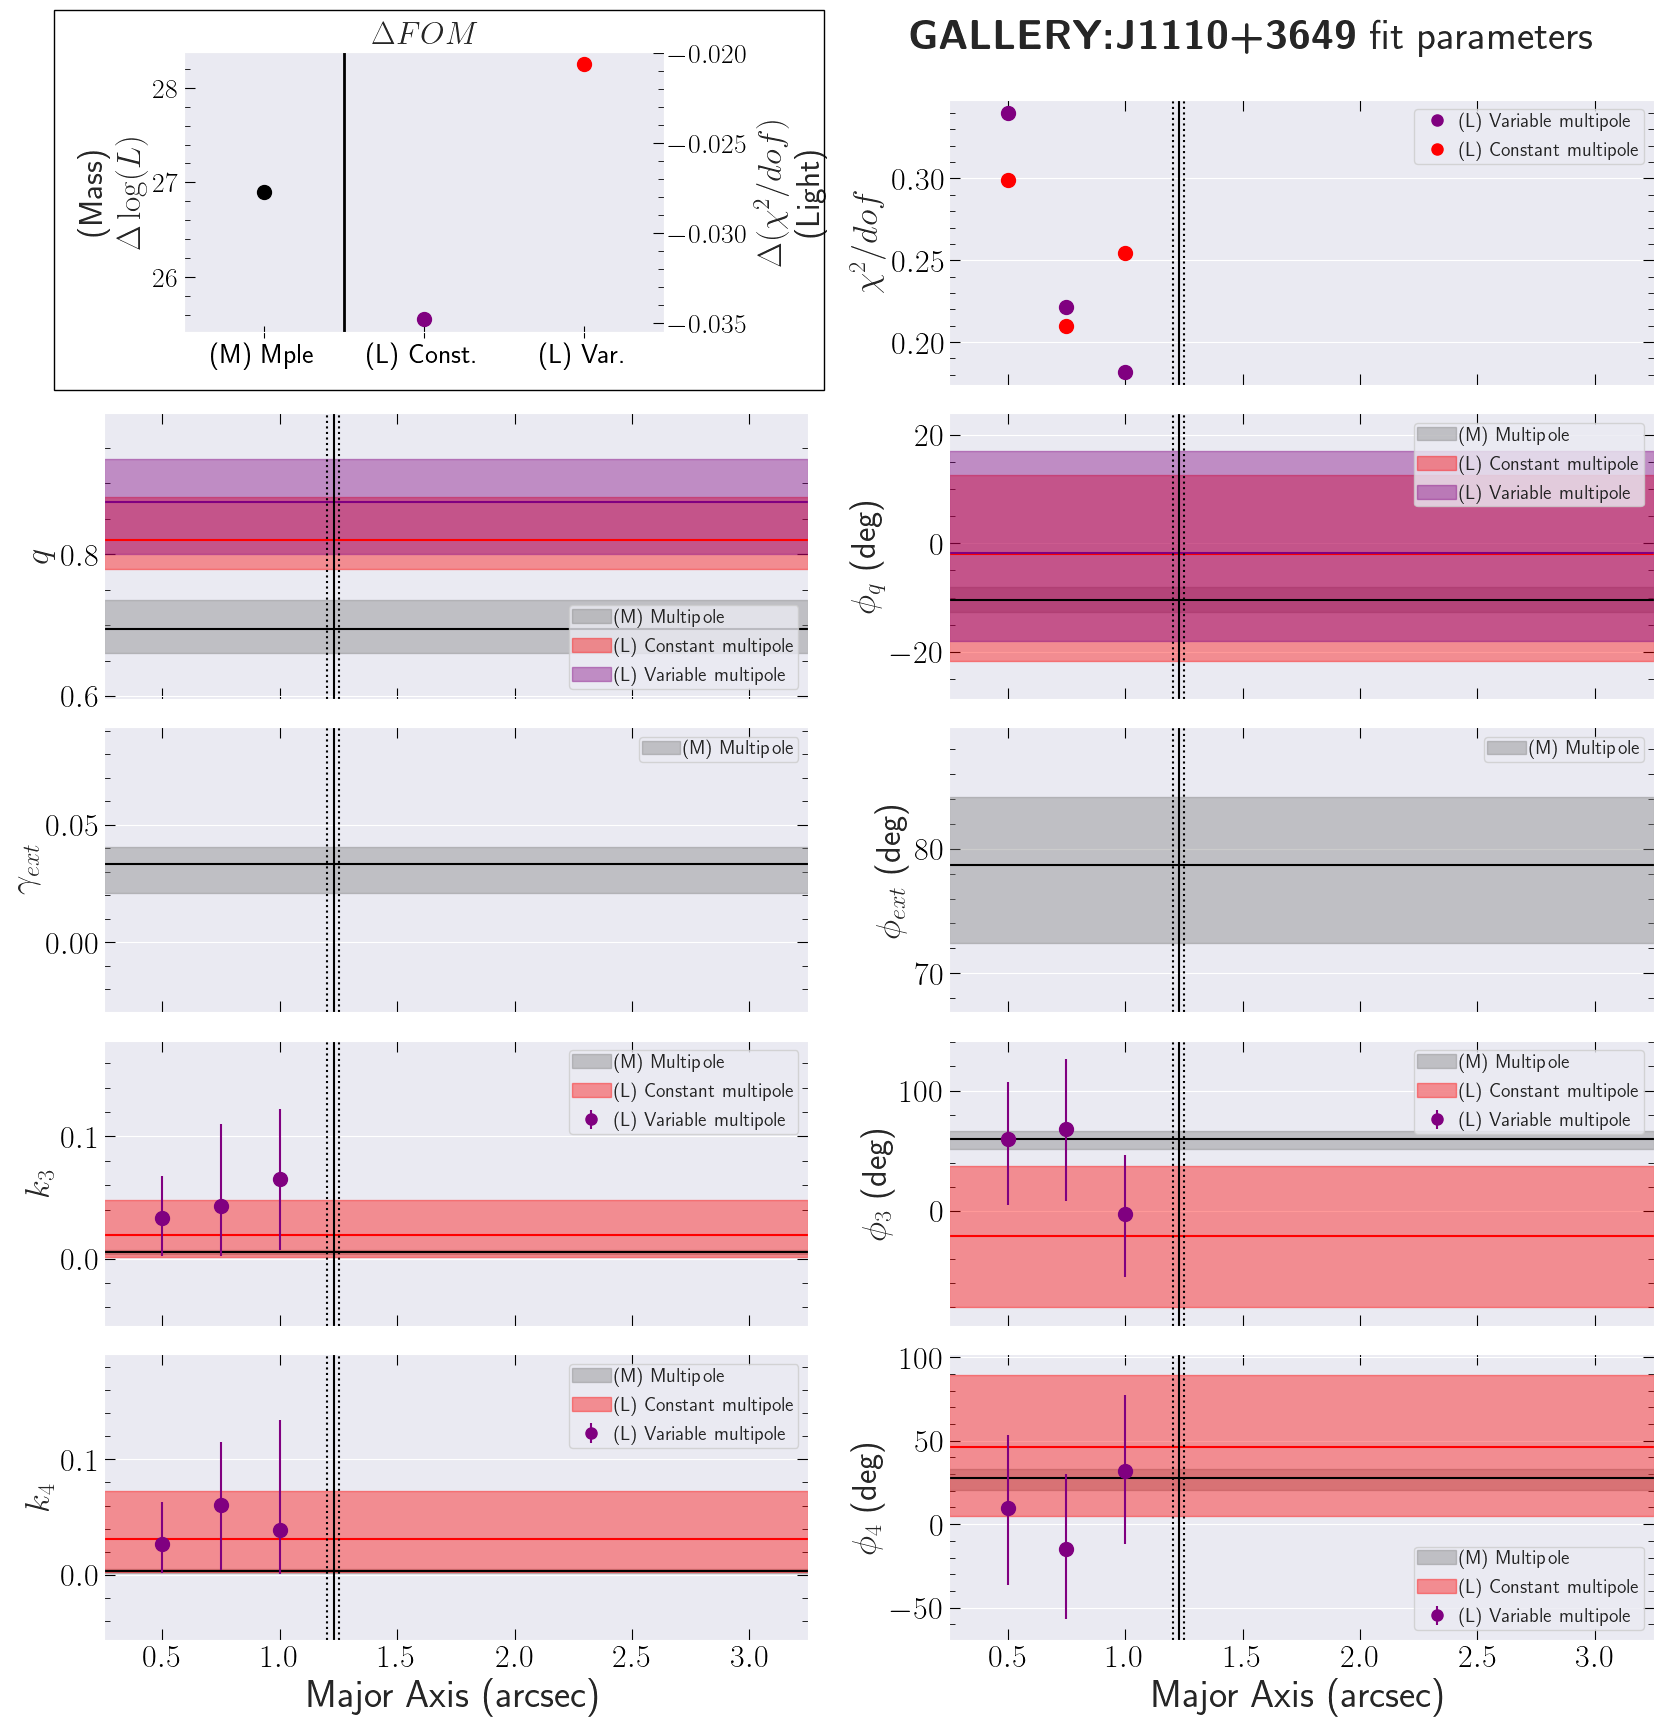 ΔFOM
GALLERY:J1110+3649 fit parameters
(Mass)
Δ log(L)
28
27
26
−0.020
−0.025
−0.030
−0.035
Δ(χ²/dof)
(Light)
(M) Mple
(L) Const.
(L) Var.
χ²/dof
0.30
0.25
0.20
(L) Variable multipole
(L) Constant multipole
q
0.8
0.6
(M) Multipole
(L) Constant multipole
(L) Variable multipole
ϕ_q (deg)
20
0
−20
(M) Multipole
(L) Constant multipole
(L) Variable multipole
γ_ext
0.05
0.00
(M) Multipole
ϕ_ext (deg)
80
70
(M) Multipole
k₃
0.1
0.0
(M) Multipole
(L) Constant multipole
(L) Variable multipole
ϕ₃ (deg)
100
0
(M) Multipole
(L) Constant multipole
(L) Variable multipole
k₄
0.1
0.0
(M) Multipole
(L) Constant multipole
(L) Variable multipole
0.5 1.0 1.5 2.0 2.5 3.0
Major Axis (arcsec)
ϕ₄ (deg)
100
50
0
−50
(M) Multipole
(L) Constant multipole
(L) Variable multipole
0.5 1.0 1.5 2.0 2.5 3.0
Major Axis (arcsec)